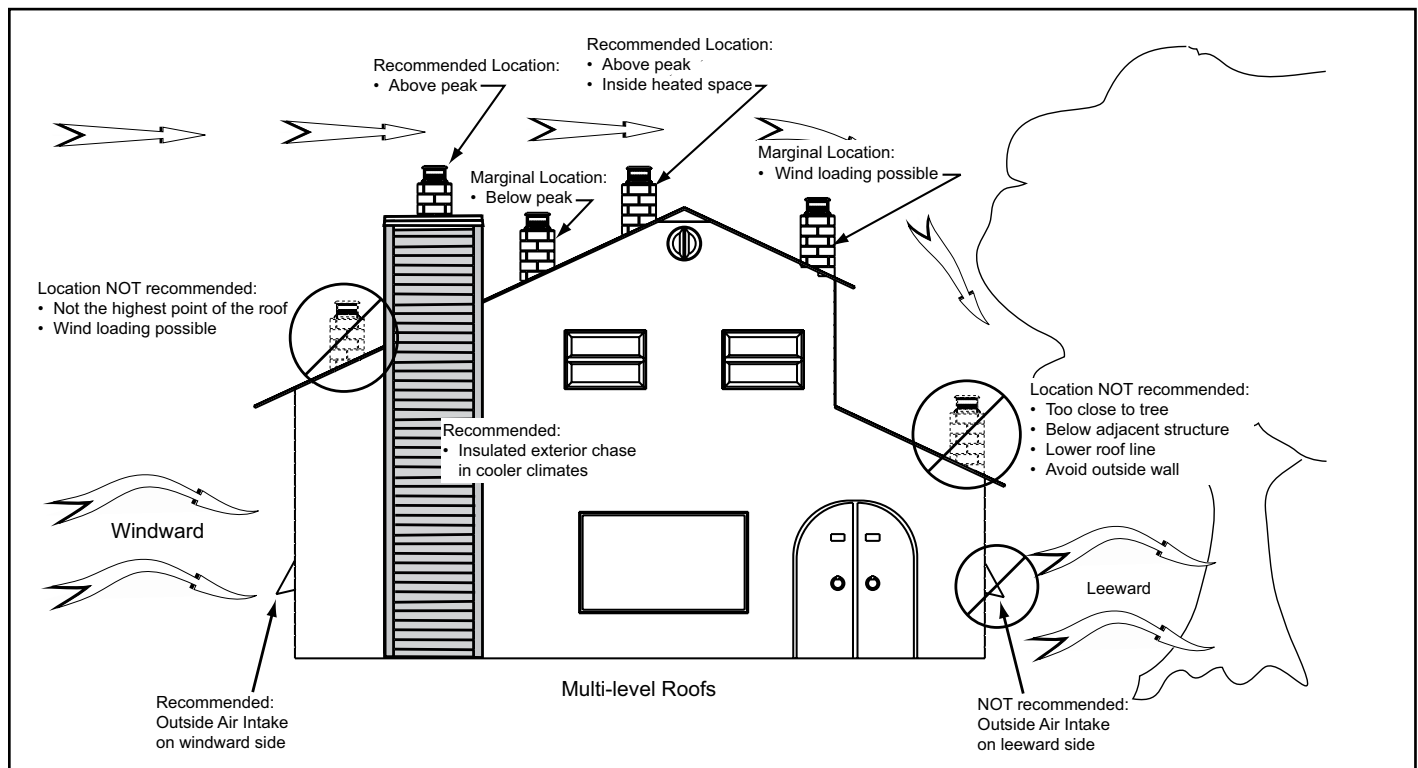 Recommended Location:
• Above peak
Recommended Location:
• Above peak
• Inside heated space
Marginal Location:
• Below peak
Marginal Location:
• Wind loading possible
Location NOT recommended:
• Not the highest point of the roof
• Wind loading possible
Location NOT recommended:
• Too close to tree
• Below adjacent structure
• Lower roof line
• Avoid outside wall
Recommended:
• Insulated exterior chase
in cooler climates
Windward
Leeward
Recommended:
Outside Air Intake
on windward side
Multi-level Roofs
NOT recommended:
Outside Air Intake
on leeward side